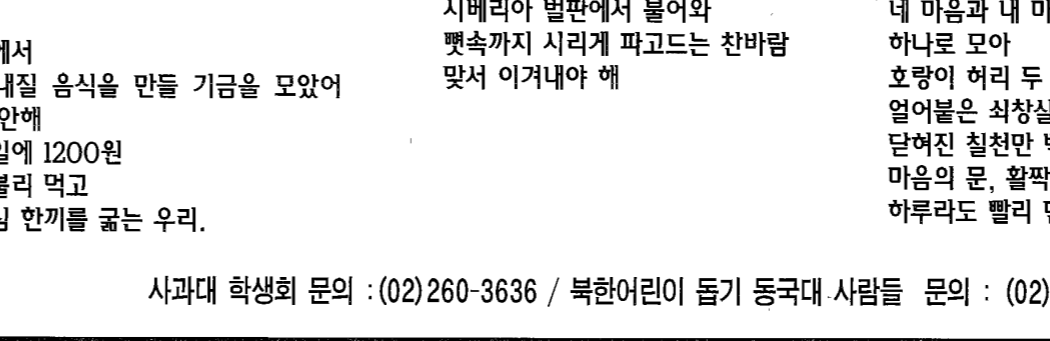 에서
내질 음식을 만들 기금을 모았어
안해
일에 1200원
불리 먹고
심 한끼를 굶는 우리.
시베리아 벌판에서 불어와
뼛속까지 시리게 파고드는 찬바람
맞서 이겨내야 해
네 마음과 내
하나로 모아
호랑이 허리 두
얼어붙은 쇠창살
닫혀진 칠천만
마음의 문, 활짝
하루라도 빨리
사과대 학생회 문의 : (02)260-3636 / 북한어린이 돕기 동국대 사람들 문의 : (02)